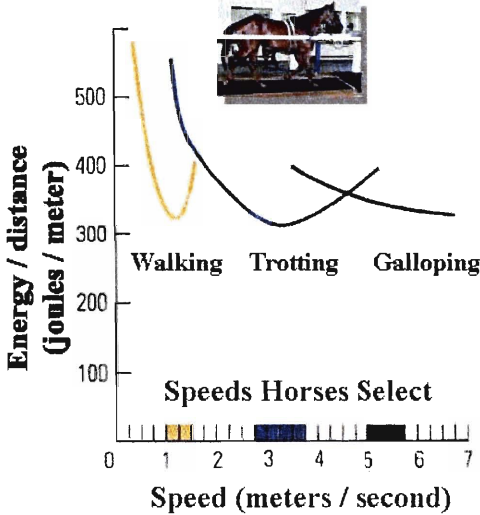 500
400
300
200
100
Energy / distance
(joules / meter)
Walking Trotting Galloping
Speeds Horses Select
0 1 2 3 4 5 6 7
Speed (meters / second)